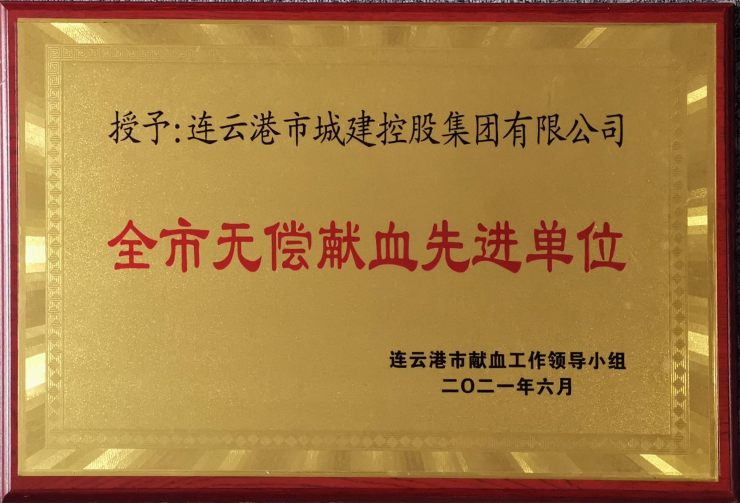 授予:连云港市城建控股集团有限公司
全市无偿献血先进单位
连云港市献血工作领导小组
二〇二一年六月